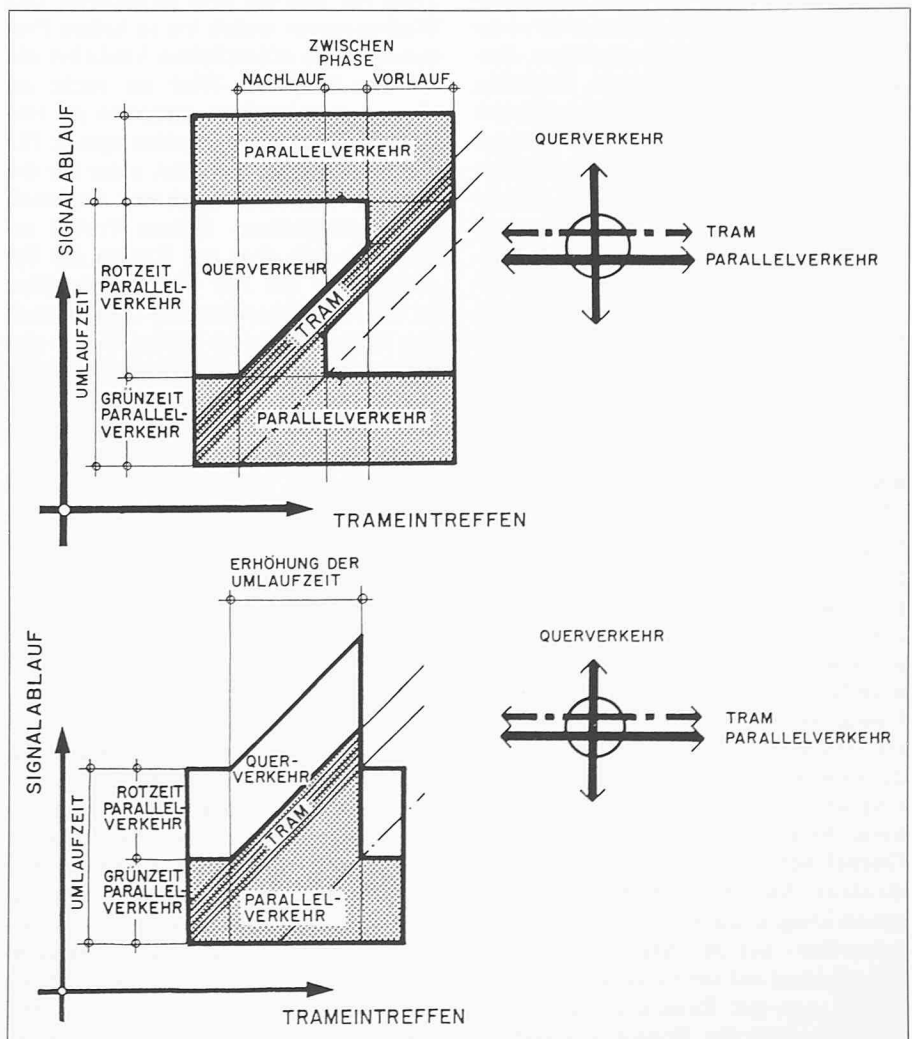 ZWISCHEN
PHASE
NACHLAUF
VORLAUF
SIGNALABLAUF
PARALLELVERKEHR
UMLAUFZEIT
ROTZEIT
PARALLEL-
VERKEHR
QUERVERKEHR
TRAM
GRÜNZEIT
PARALLEL-
VERKEHR
PARALLELVERKEHR
TRAMEINTREFFEN
QUERVERKEHR
TRAM
PARALLELVERKEHR
ERHÖHUNG DER
UMLAUFZEIT
SIGNALABLAUF
UMLAUFZEIT
ROTZEIT
PARALLEL-
VERKEHR
QUER-
VERKEHR
TRAM
GRÜNZEIT
PARALLEL-
VERKEHR
PARALLEL-
VERKEHR
TRAMEINTREFFEN
QUERVERKEHR
TRAM
PARALLELVERKEHR